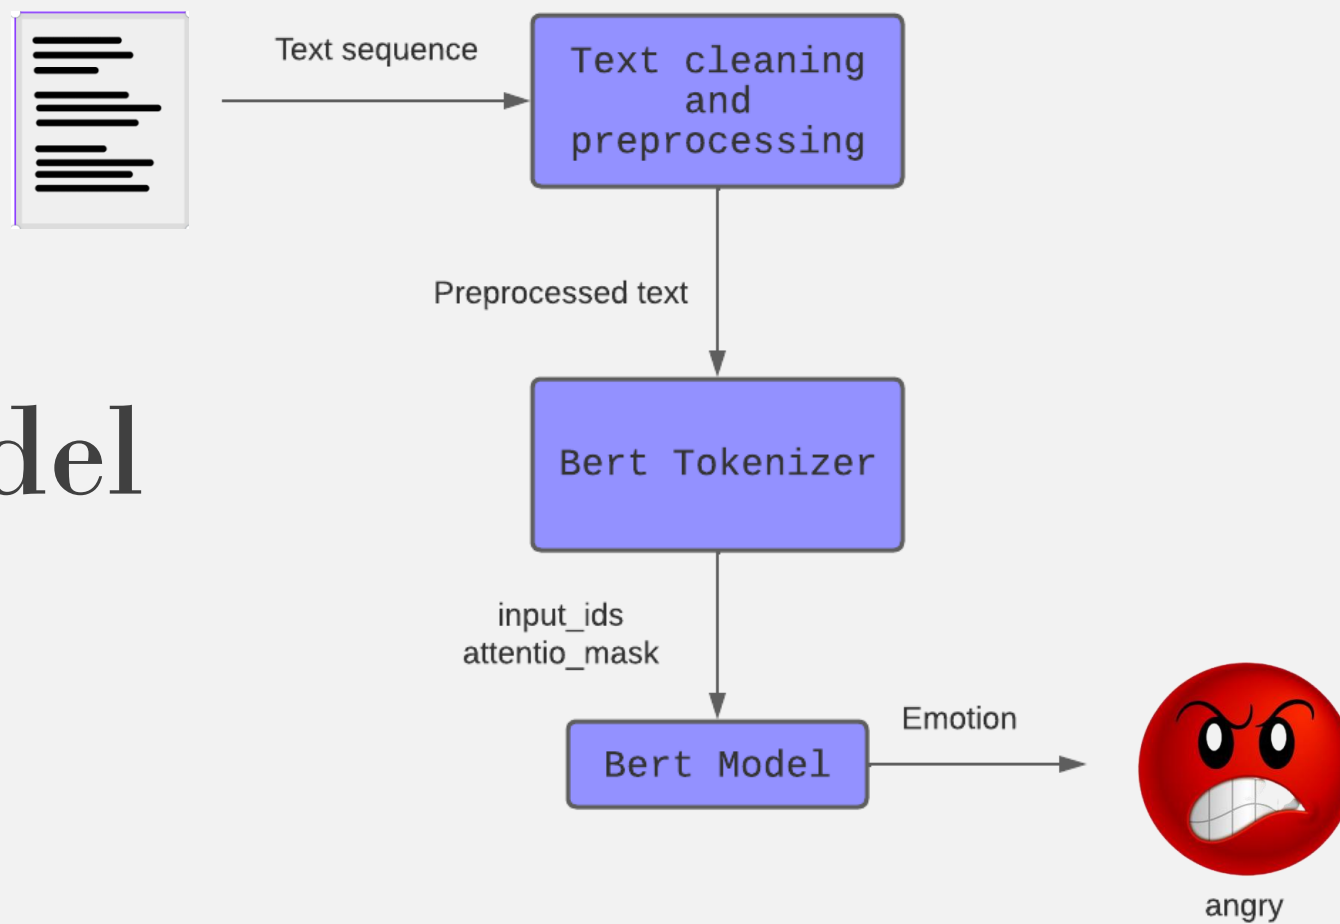 Text sequence
Text cleaning
and
preprocessing
Preprocessed text
del
Bert Tokenizer
input_ids
attentio_mask
Bert Model
Emotion
angry